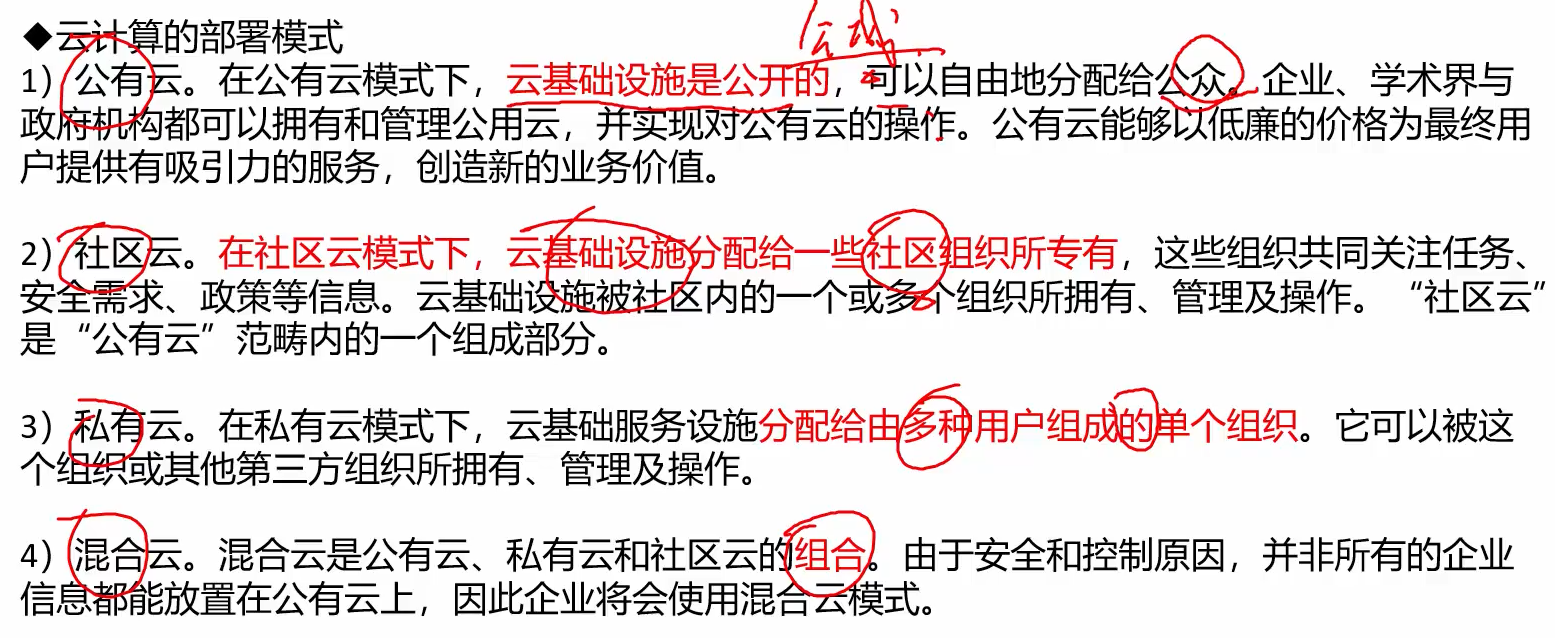 ◆云计算的部署模式
1）公有云。在公有云模式下，云基础设施是公开的，可以自由地分配给公众。企业、学术界与
政府机构都可以拥有和管理公用云，并实现对公有云的操作。公有云能够以低廉的价格为最终用
户提供有吸引力的服务，创造新的业务价值。
2）社区云。在社区云模式下，云基础设施分配给一些社区组织所专有，这些组织共同关注任务、
安全需求、政策等信息。云基础设施被社区内的一个或多个组织所拥有、管理及操作。“社区云”
是“公有云”范畴内的一个组成部分。
3）私有云。在私有云模式下，云基础服务设施分配给由多种用户组成的单个组织。它可以被这
个组织或其他第三方组织所拥有、管理及操作。
4）混合云。混合云是公有云、私有云和社区云的组合。由于安全和控制原因，并非所有的企业
信息都能放置在公有云上，因此企业将会使用混合云模式。